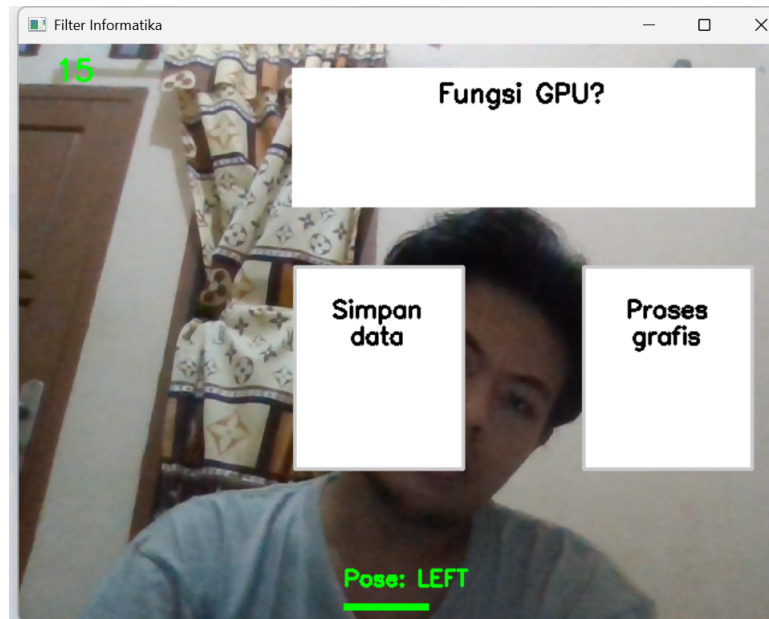 Filter Informatika
15
Fungsi GPU?
Simpan
data
Proses
grafis
Pose: LEFT